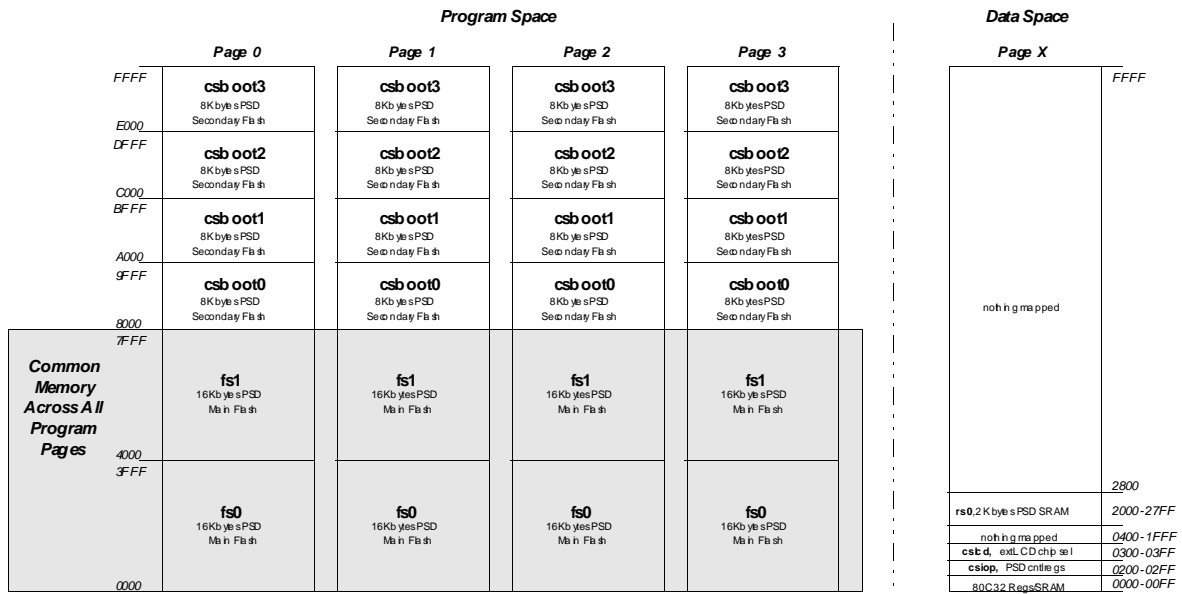 Program Space
Data Space
Page 0
Page 1
Page 2
Page 3
Page X
FFFF
csboot3
8Kbytes PSD
Secondary Flash
csboot3
8Kbytes PSD
Secondary Flash
csboot3
8Kbytes PSD
Secondary Flash
csboot3
8Kbytes PSD
Secondary Flash
FFFF
E000
DFFF
csboot2
8Kbytes PSD
Secondary Flash
csboot2
8Kbytes PSD
Secondary Flash
csboot2
8Kbytes PSD
Secondary Flash
csboot2
8Kbytes PSD
Secondary Flash
C000
BFFF
csboot1
8Kbytes PSD
Secondary Flash
csboot1
8Kbytes PSD
Secondary Flash
csboot1
8Kbytes PSD
Secondary Flash
csboot1
8Kbytes PSD
Secondary Flash
A000
9FFF
csboot0
8Kbytes PSD
Secondary Flash
csboot0
8Kbytes PSD
Secondary Flash
csboot0
8Kbytes PSD
Secondary Flash
csboot0
8Kbytes PSD
Secondary Flash
nothing mapped
8000
7FFF
Common
Memory
Across All
Program
Pages
fs1
16Kbytes PSD
Main Flash
fs1
16Kbytes PSD
Main Flash
fs1
16Kbytes PSD
Main Flash
fs1
16Kbytes PSD
Main Flash
4000
3FFF
fs0
16Kbytes PSD
Main Flash
fs0
16Kbytes PSD
Main Flash
fs0
16Kbytes PSD
Main Flash
fs0
16Kbytes PSD
Main Flash
0000
2800
rs0, 2Kbytes PSD SRAM
2000-27FF
nothing mapped
0400-1FFF
cslcd, ext LCD chip sel
0300-03FF
csiop, PSD cntl regs
0200-02FF
80C32 Regs/SRAM
0000-00FF